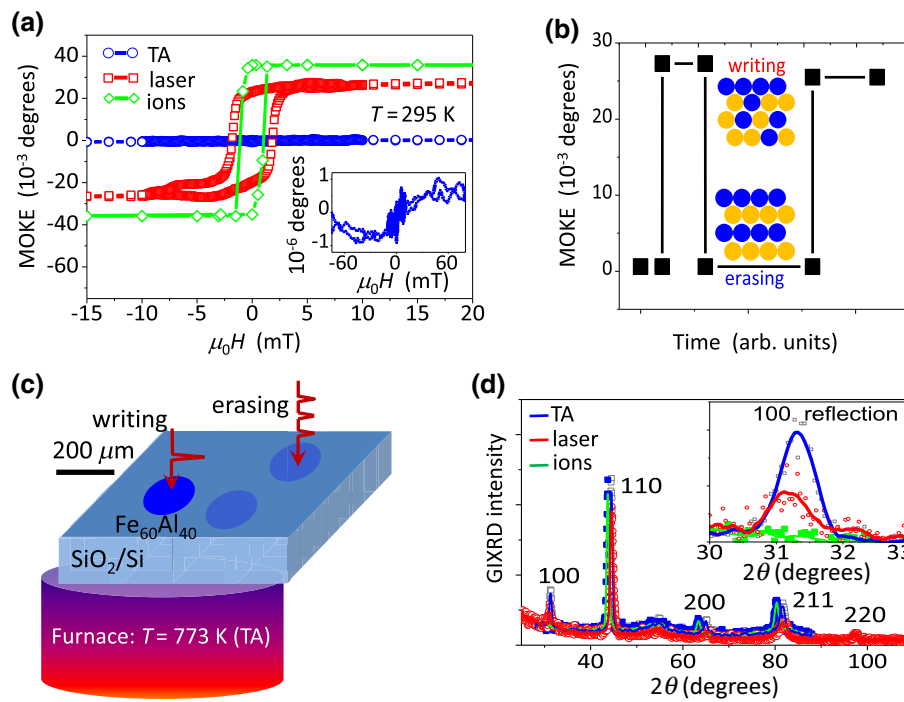 (a)
MOKE (10⁻³ degrees)
40
20
0
-20
-40
-60
TA
laser
ions
T = 295 K
10⁻⁶ degrees
1
0
-1
-50
0
50
μ₀H (mT)
-15 -10 -5 0 5 10 15 20
μ₀H (mT)
(b)
MOKE (10⁻³ degrees)
30
20
10
0
writing
erasing
Time (arb. units)
(c)
writing
erasing
200 μm
Fe₆₀Al₄₀
SiO₂/Si
Furnace: T = 773 K (TA)
(d)
GIXRD intensity
TA
laser
ions
100
110
200
211
220
100 reflection
30 31 32 33
2θ (degrees)
40 60 80 100
2θ (degrees)